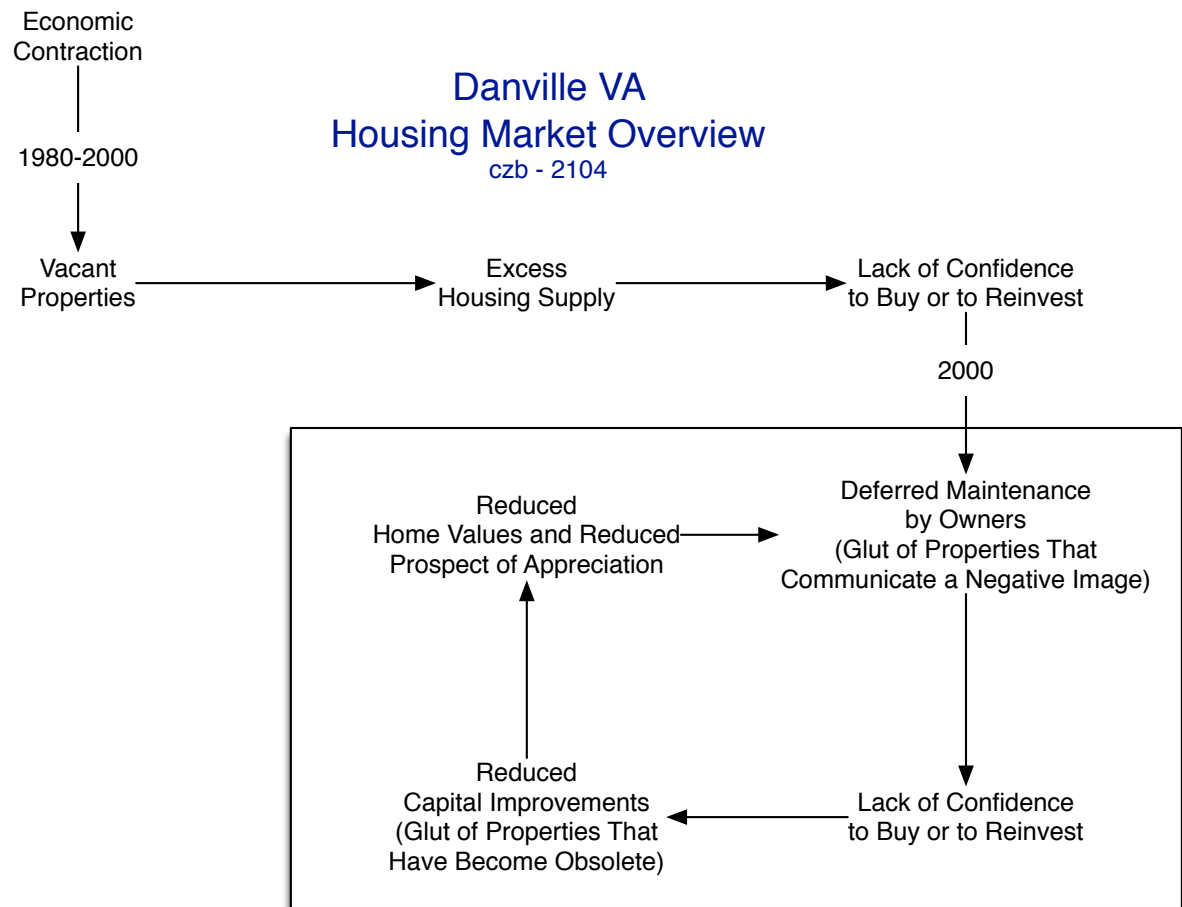 Economic
Contraction
Danville VA
Housing Market Overview
czb - 2104
1980-2000
Vacant
Properties
Excess
Housing Supply
Lack of Confidence
to Buy or to Reinvest
2000
Deferred Maintenance
by Owners
(Glut of Properties That
Communicate a Negative Image)
Reduced
Home Values and Reduced
Prospect of Appreciation
Reduced
Capital Improvements
(Glut of Properties That
Have Become Obsolete)
Lack of Confidence
to Buy or to Reinvest